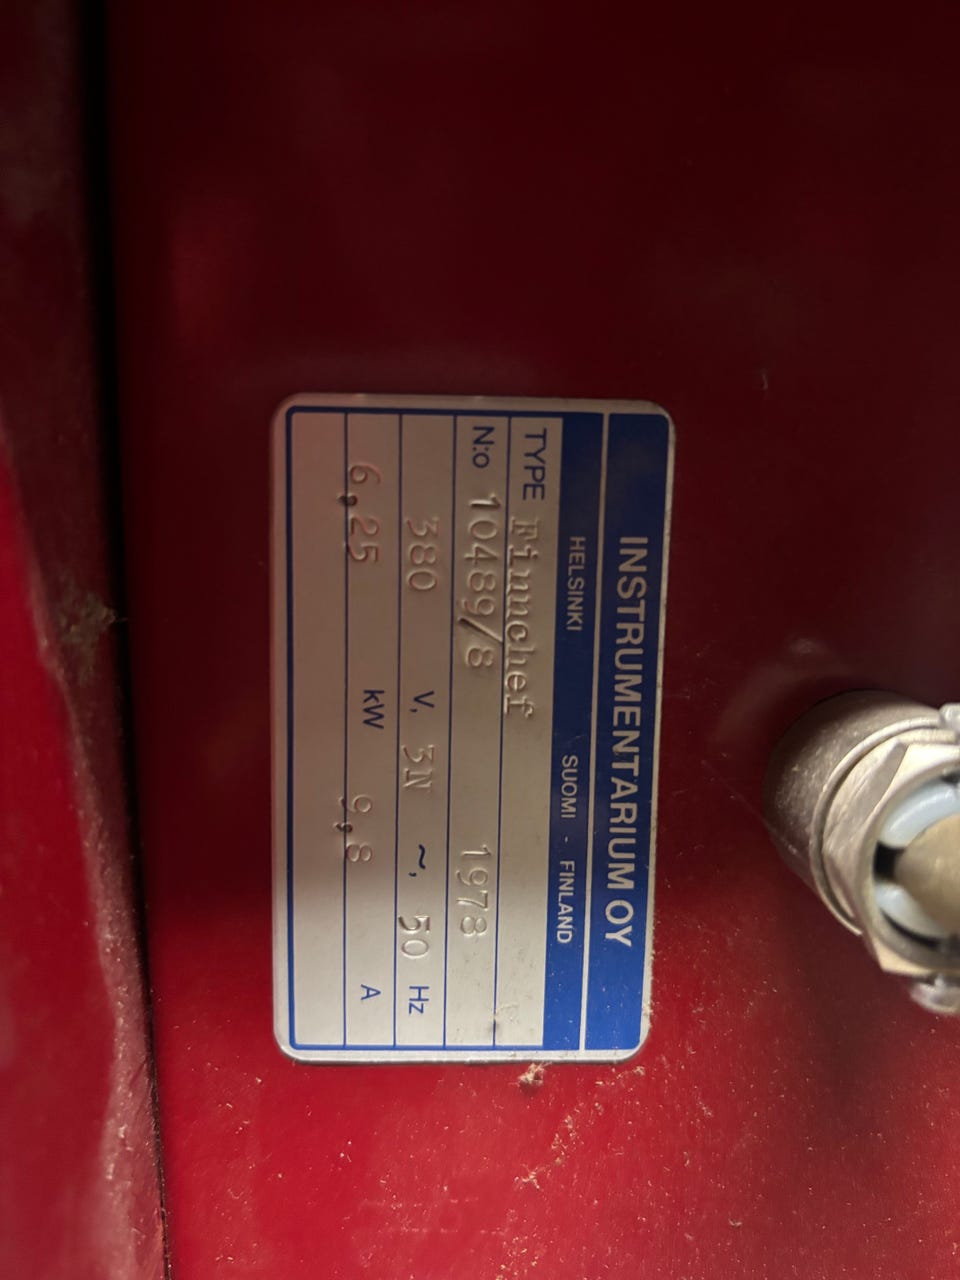 INSTRUMENTARIUM OY
HELSINKI SUOMI - FINLAND
TYPE Finnchef
N:o 10489/8 1978
380 V, 3N ~, 50 Hz
6,25 kW 9,8 A